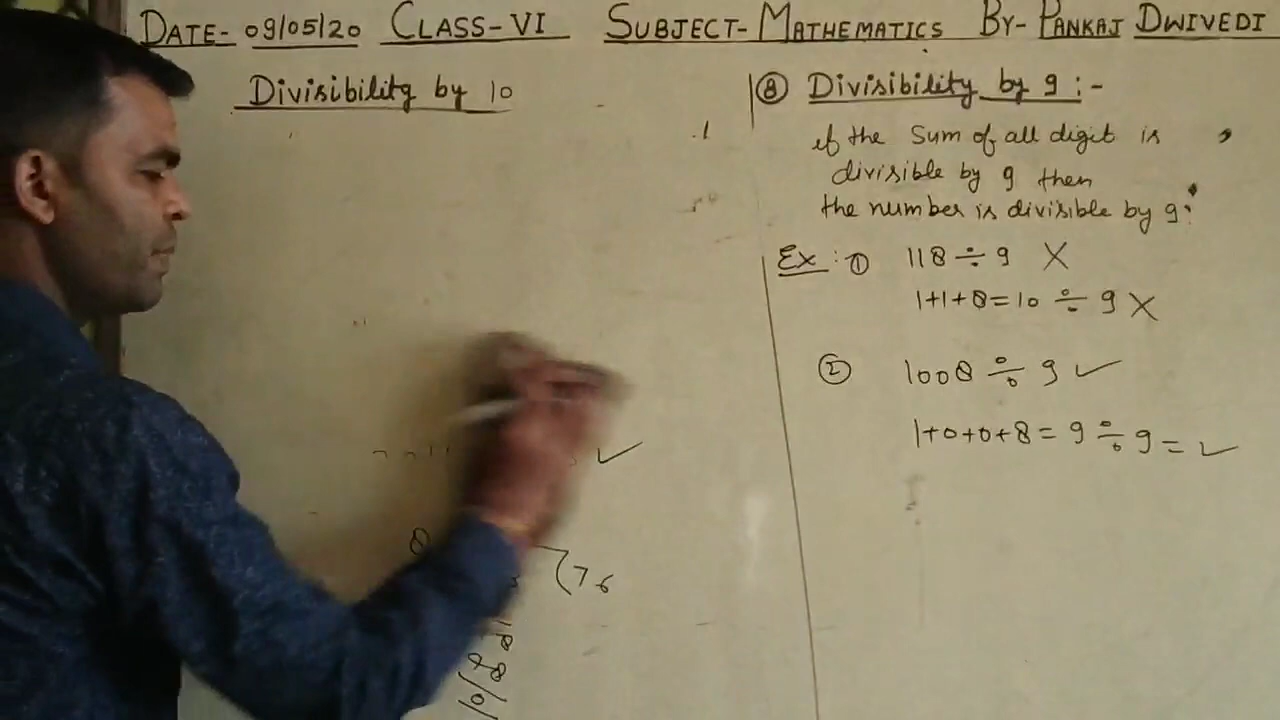 DATE- 09/05/20 CLASS-VI SUBJECT- MATHEMATICS BY- PANKAJ DWIVEDI
Divisibility by 10
⑧ Divisibility by 9:-
if the Sum of all digit is
divisible by 9 then
the number is divisible by 9.
Ex: ① 118 ÷ 9 X
1+1+8=10 ÷ 9 X
② 1008 ÷ 9 ✓
1+0+0+8=9 ÷ 9 = ✓
✓
8
(76